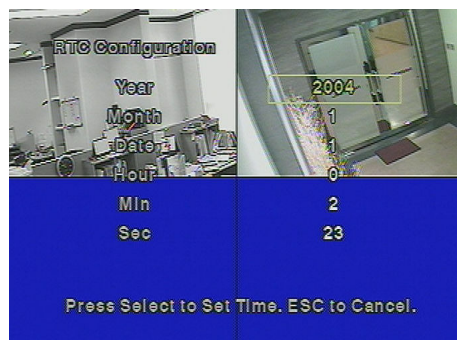 RTC Configuration
Year 2004
Month 1
Date 1
Hour 0
Min 2
Sec 23
Press Select to Set Time. ESC to Cancel.